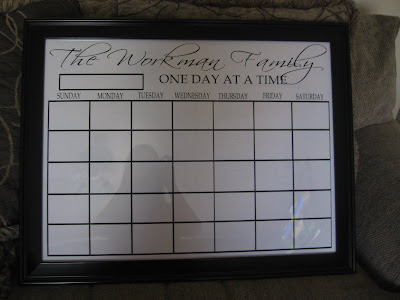 The Workman Family
ONE DAY AT A TIME
SUNDAY MONDAY TUESDAY WEDNESDAY THURSDAY FRIDAY SATURDAY